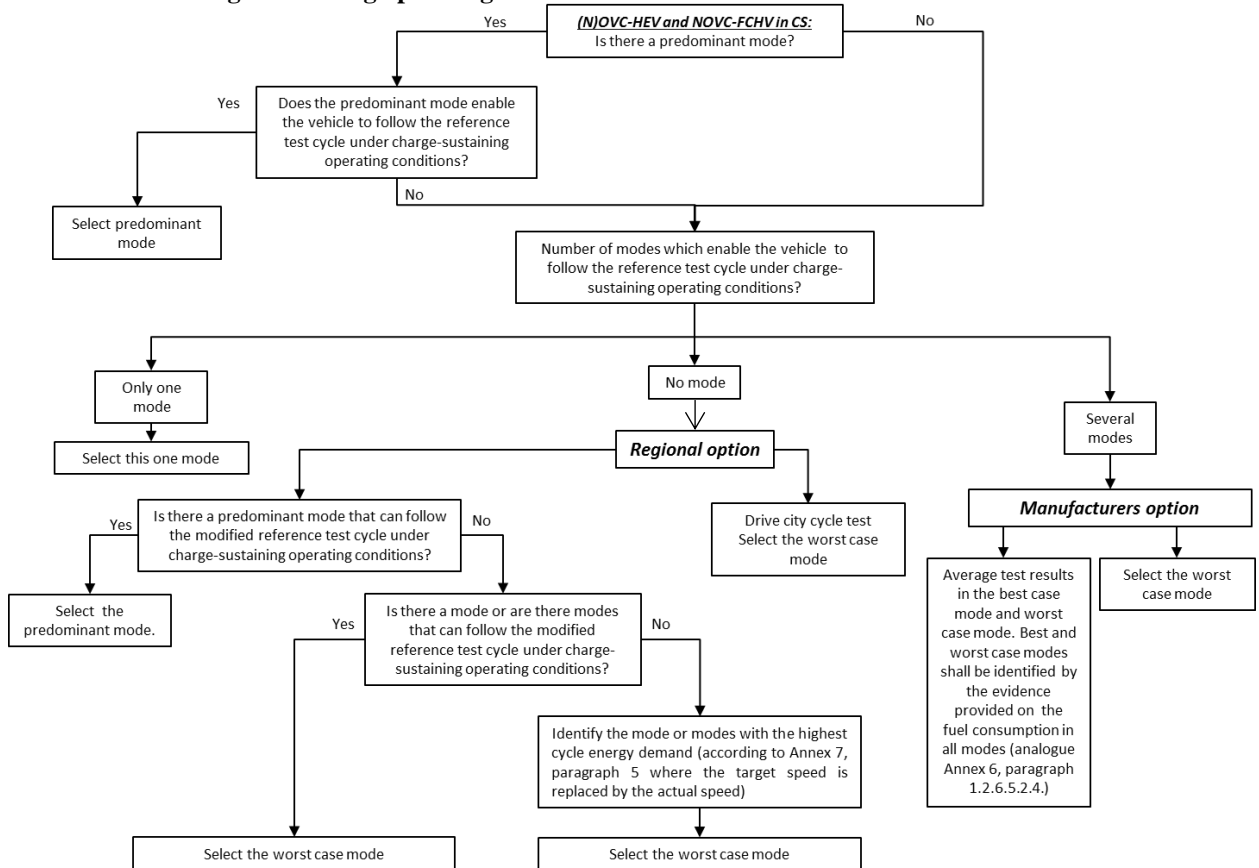 Yes
(N)OVC-HEV and NOVC-FCHV in CS:
Is there a predominant mode?
No
Yes
Does the predominant mode enable
the vehicle to follow the reference
test cycle under charge-sustaining
operating conditions?
No
Select predominant
mode
Number of modes which enable the vehicle to
follow the reference test cycle under charge-
sustaining operating conditions?
Only one
mode
Select this one mode
No mode
Regional option
Several
modes
Manufacturers option
Yes
Is there a predominant mode that can follow
the modified reference test cycle under
charge-sustaining operating conditions?
No
Drive city cycle test
Select the worst case
mode
Average test results
in the best case
mode and worst
case mode. Best and
worst case modes
shall be identified by
the evidence
provided on the
fuel consumption in
all modes (analogue
Annex 6, paragraph
1.2.6.5.2.4.)
Select the worst
case mode
Select the
predominant mode.
Yes
Is there a mode or are there modes
that can follow the modified
reference test cycle under charge-
sustaining operating conditions?
No
Identify the mode or modes with the highest
cycle energy demand (according to Annex 7,
paragraph 5 where the target speed is
replaced by the actual speed)
Select the worst case mode
Select the worst case mode